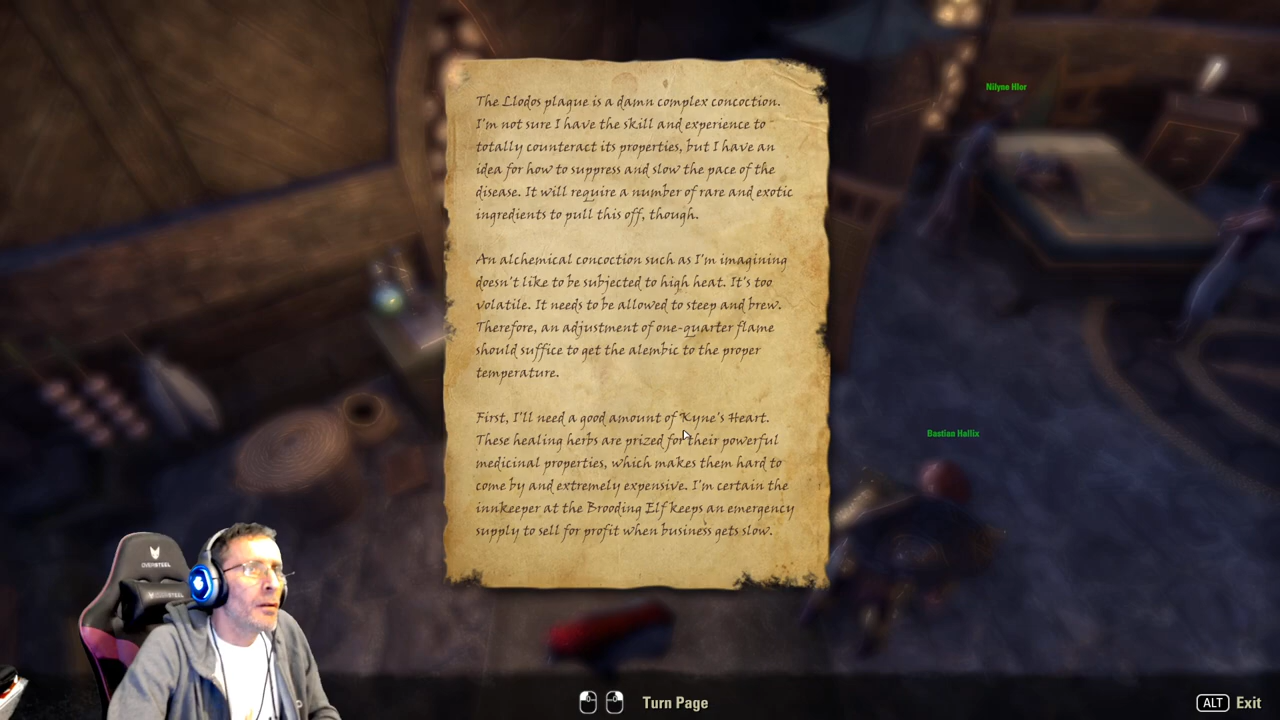 The Llodos plaque is a damn complex concoction.
I'm not sure I have the skill and experience to
totally counteract its properties, but I have an
idea for how to suppress and slow the pace of the
disease. It will require a number of rare and exotic
ingredients to pull this off, though.
An alchemical concoction such as I'm imagining
doesn't like to be subjected to high heat. It's too
volatile. It needs to be allowed to steep and brew.
Therefore, an adjustment of one-quarter flame
should suffice to get the alembic to the proper
temperature.
First, I'll need a good amount of Kyne's Heart.
These healing herbs are prized for their powerful
medicinal properties, which makes them hard to
come by and extremely expensive. I'm certain the
innkeeper at the Brooding Elf keeps an emergency
supply to sell for profit when business gets slow.
Nilyne Hlor
Bastian Hallix
OVERSTEEL
Turn Page
ALT Exit